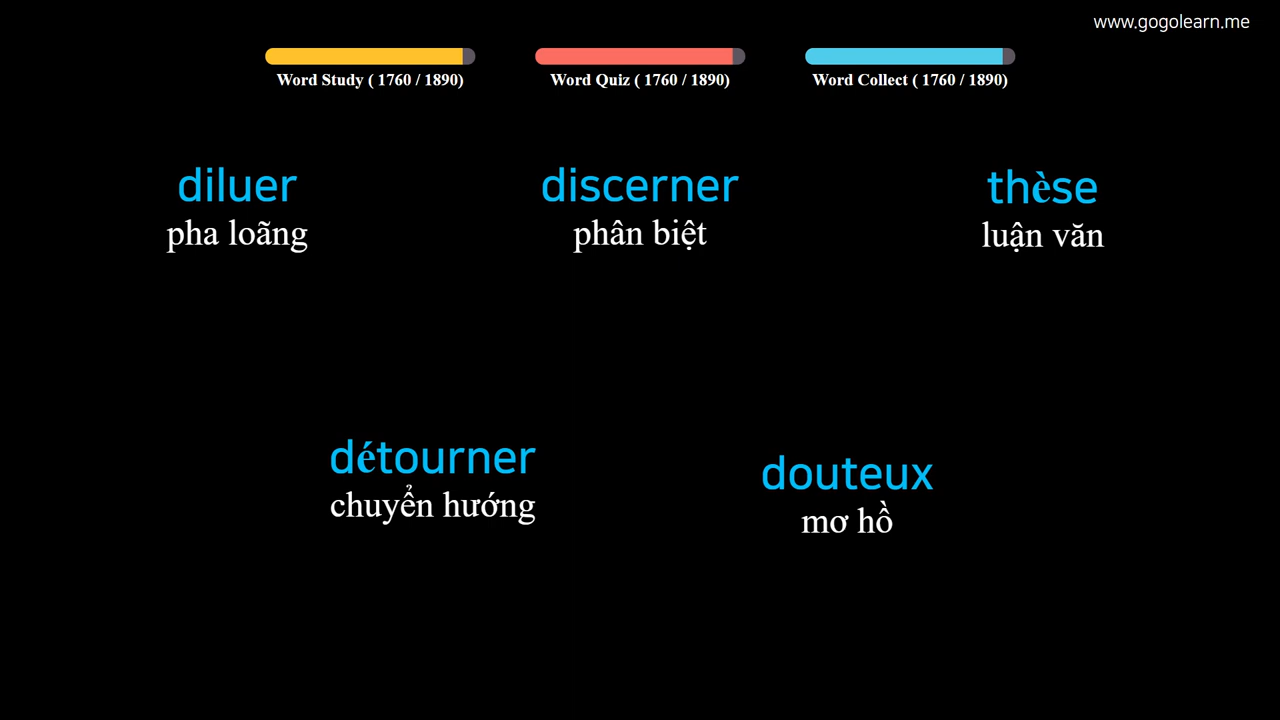 www.gogolearn.me
Word Study ( 1760 / 1890)
Word Quiz ( 1760 / 1890)
Word Collect ( 1760 / 1890)
diluer
pha loãng
discerner
phân biệt
thèse
luận văn
détourner
chuyển hướng
douteux
mơ hồ